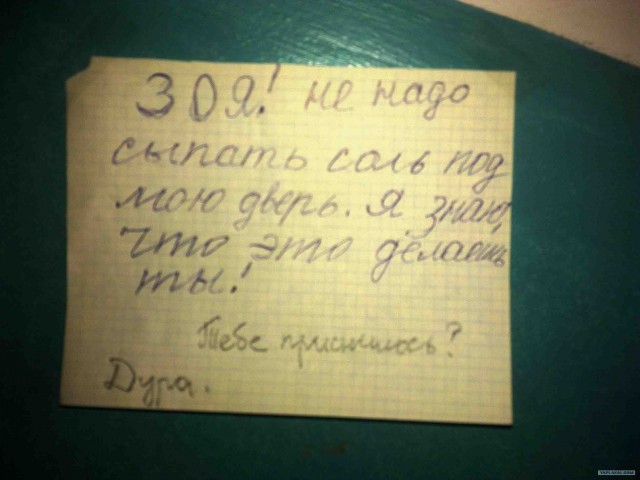 ЗОЯ! не надо
сыпать соль под
мою дверь. Я знаю,
что это делаешь
ты!
Тебе приснилось?
Дура.